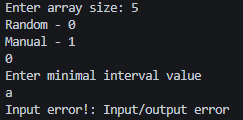 Enter array size: 5
Random - 0
Manual - 1
0
Enter minimal interval value
a
Input error!: Input/output error